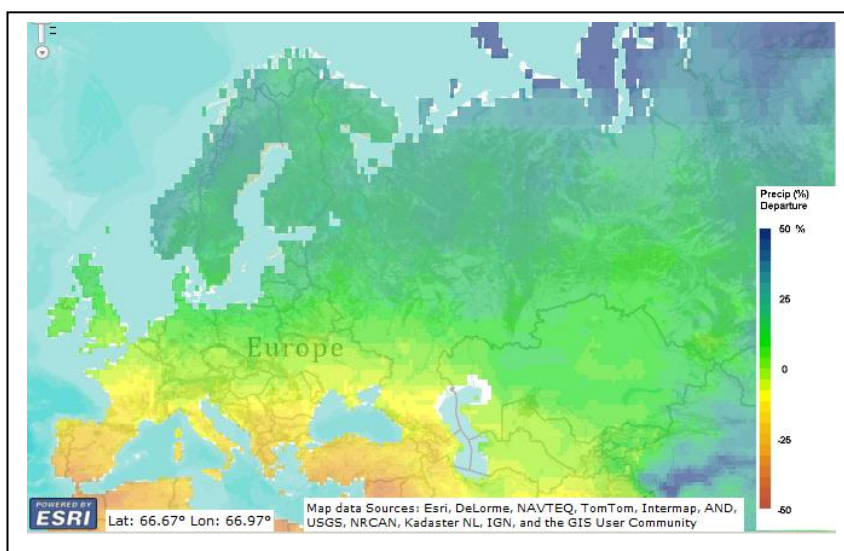 Precip (%)
Departure
50 %
25
0
-25
-50
Europe
POWERED BY
ESRI
Lat: 66.67° Lon: 66.97°
Map data Sources: Esri, DeLorme, NAVTEQ, TomTom, Intermap, AND,
USGS, NRCAN, Kadaster NL, IGN, and the GIS User Community